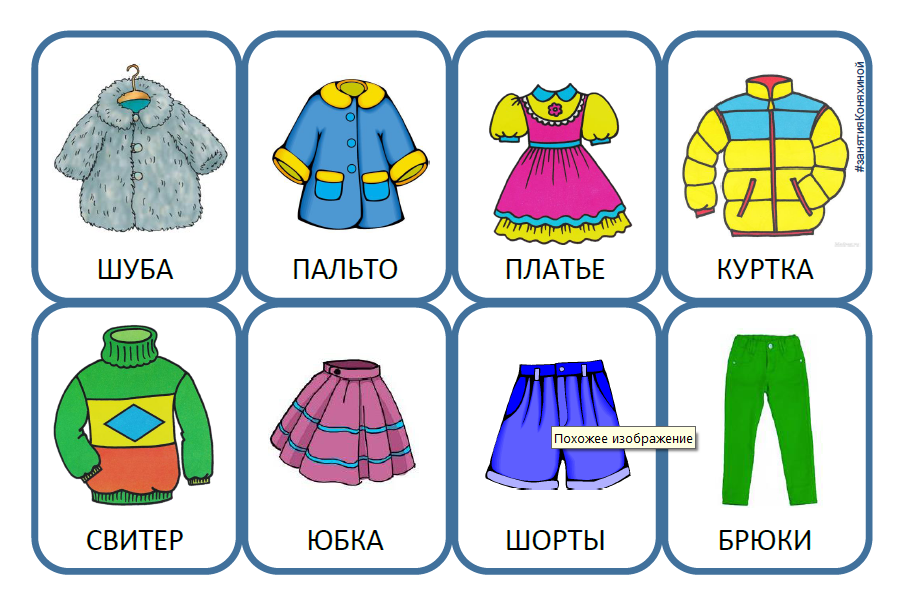 ШУБА
ПАЛЬТО
ПЛАТЬЕ
КУРТКА
#занятияКоняхиной
СВИТЕР
ЮБКА
ШОРТЫ
Похожее изображение
БРЮКИ